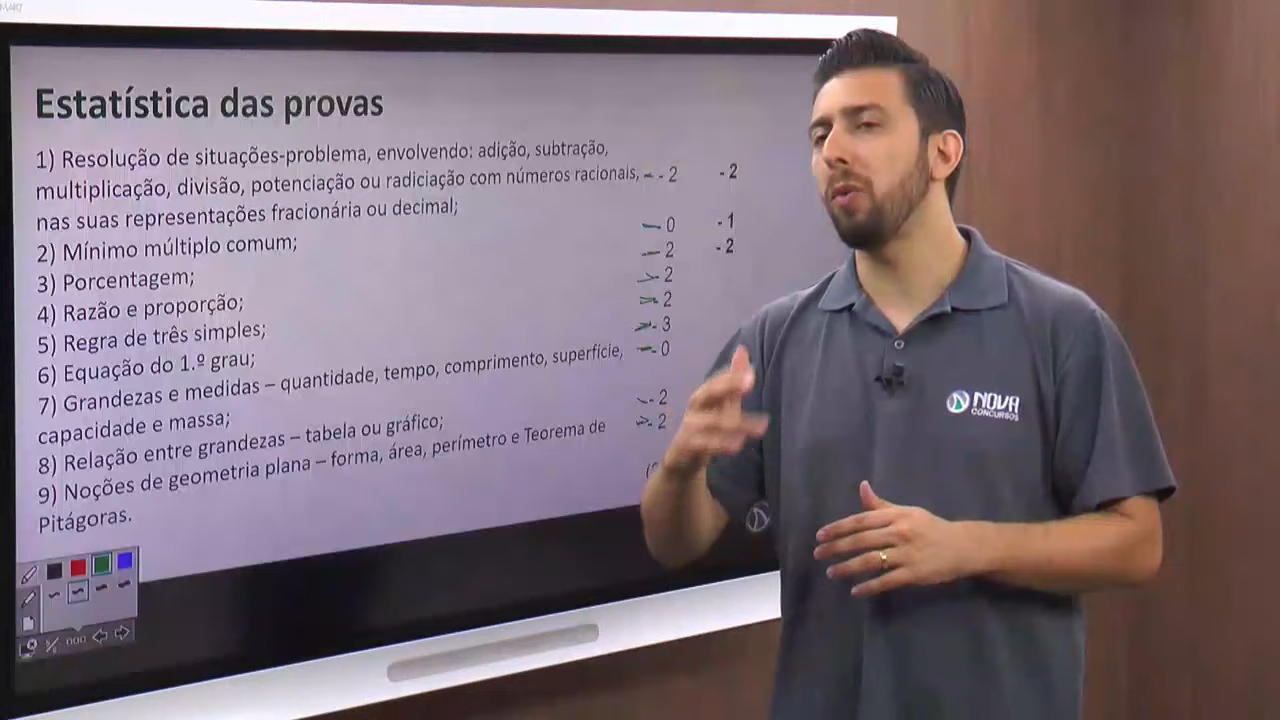 Estatística das provas
1) Resolução de situações-problema, envolvendo: adição, subtração,
multiplicação, divisão, potenciação ou radiciação com números racionais, - 2 - 2
nas suas representações fracionária ou decimal;
2) Mínimo múltiplo comum; - 0 - 1
3) Porcentagem; - 2 - 2
4) Razão e proporção; - 2
5) Regra de três simples; - 2
6) Equação do 1.º grau; - 3
7) Grandezas e medidas – quantidade, tempo, comprimento, superfície, - 0
capacidade e massa;
8) Relação entre grandezas – tabela ou gráfico; - 2
9) Noções de geometria plana – forma, área, perímetro e Teorema de - 2
Pitágoras.
NOVA
CONCURSOS